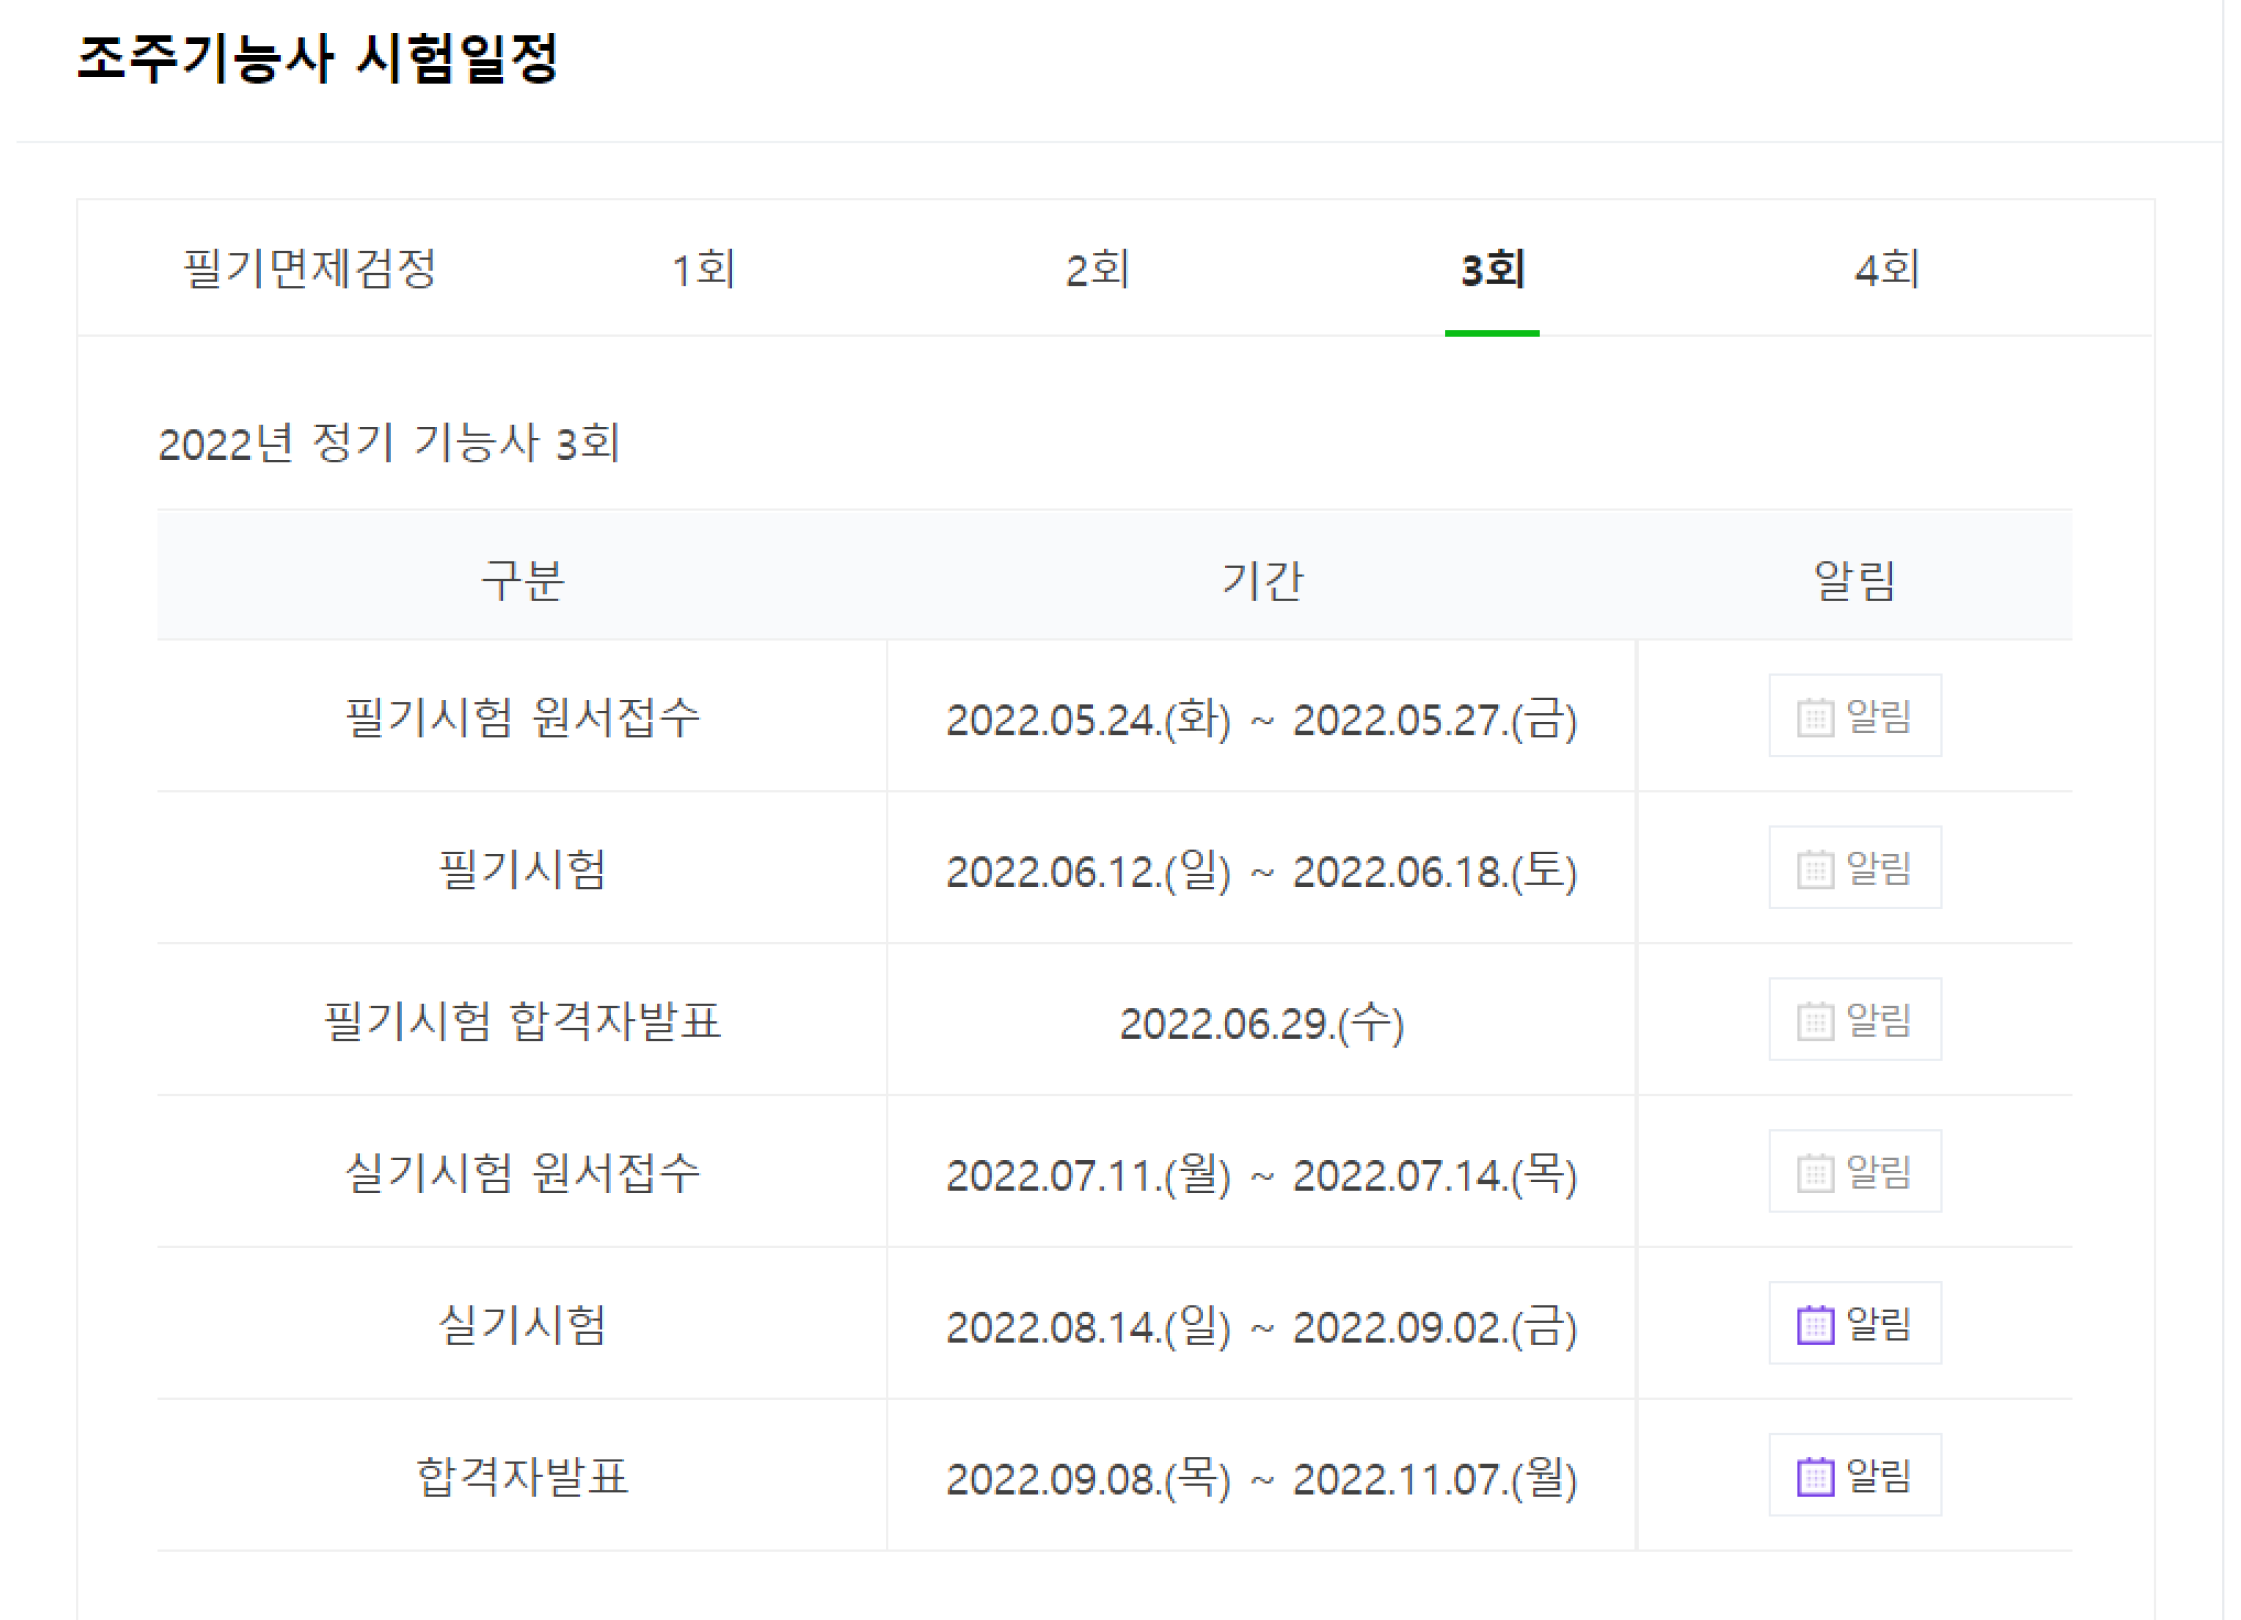 조주기능사 시험일정
필기면제검정 1회 2회 3회 4회
2022년 정기 기능사 3회
구분 기간 알림
필기시험 원서접수 2022.05.24.(화) ~ 2022.05.27.(금) 알림
필기시험 2022.06.12.(일) ~ 2022.06.18.(토) 알림
필기시험 합격자발표 2022.06.29.(수) 알림
실기시험 원서접수 2022.07.11.(월) ~ 2022.07.14.(목) 알림
실기시험 2022.08.14.(일) ~ 2022.09.02.(금) 알림
합격자발표 2022.09.08.(목) ~ 2022.11.07.(월) 알림